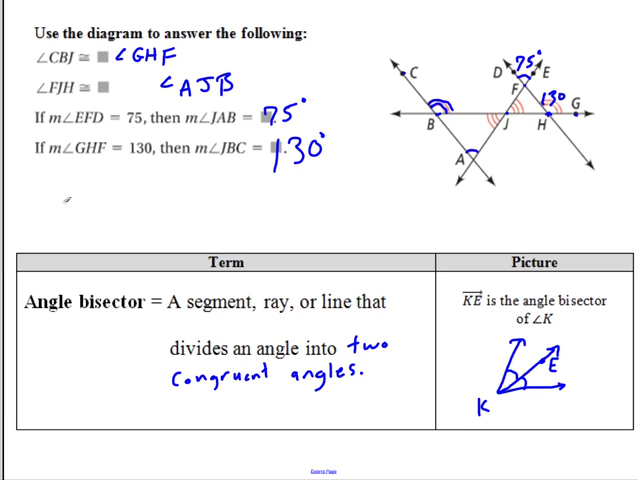 Use the diagram to answer the following:
∠CBJ ≅ ■ ∠GHF
∠FJH ≅ ■ ∠AJB
If m∠EFD = 75, then m∠JAB = ■. 75°
If m∠GHF = 130, then m∠JBC = ■. 130°
C
D
75°
E
F
130
G
B
J
H
A
Term
Picture
Angle bisector = A segment, ray, or line that
divides an angle into two
congruent angles.
KE is the angle bisector
of ∠K
E
K
Extend Page